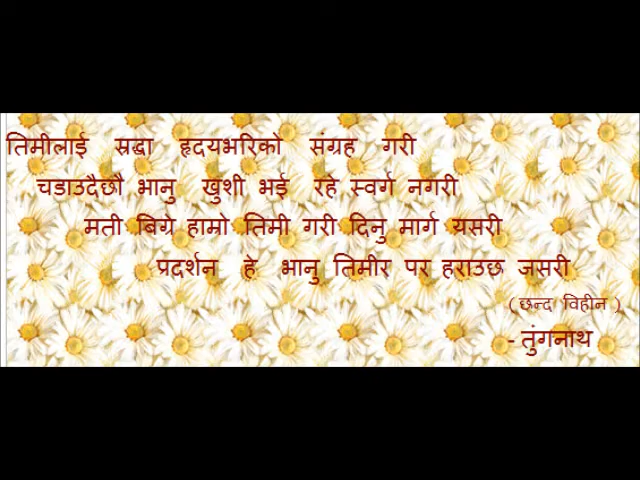 तिमीलाई स्रद्धा हृदयभरिको संग्रह गरी
चडाउदैछौ भानु खुशी भई रहे स्वर्ग नगरी
मती बिग्रे हाम्रो तिमी गरी दिनु मार्ग यसरी
प्रदर्शन हे भानु तिमीर पर हराउछ जसरी
( छन्द विहीन )
- तुंगनाथ